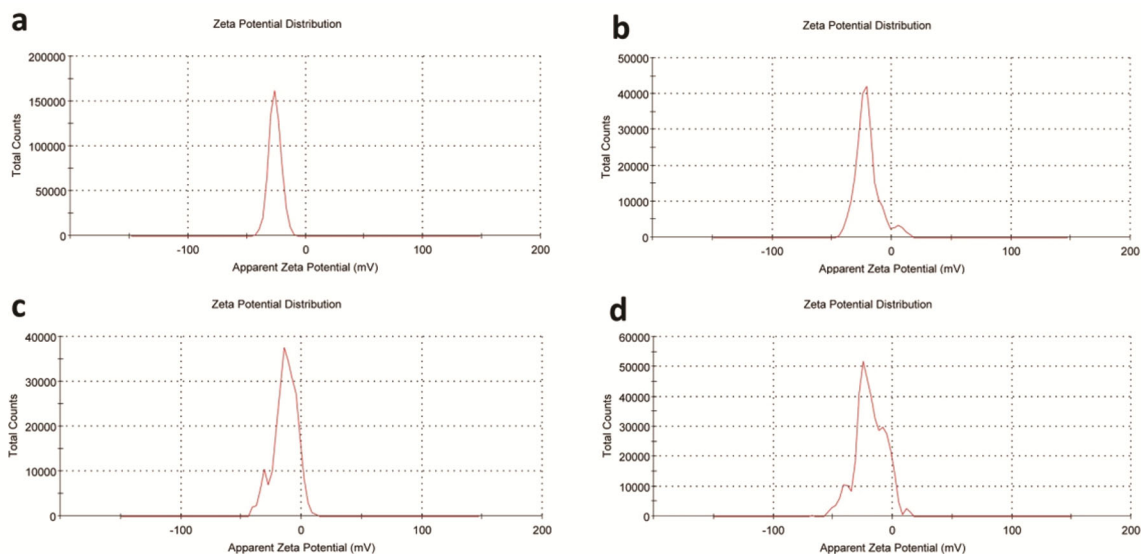 a
Zeta Potential Distribution
200000
150000
100000
50000
0
Total Counts
-100 0 100 200
Apparent Zeta Potential (mV)
b
Zeta Potential Distribution
50000
40000
30000
20000
10000
0
Total Counts
-100 0 100 200
Apparent Zeta Potential (mV)
c
Zeta Potential Distribution
40000
30000
20000
10000
0
Total Counts
-100 0 100 200
Apparent Zeta Potential (mV)
d
Zeta Potential Distribution
60000
50000
40000
30000
20000
10000
0
Total Counts
-100 0 100 200
Apparent Zeta Potential (mV)